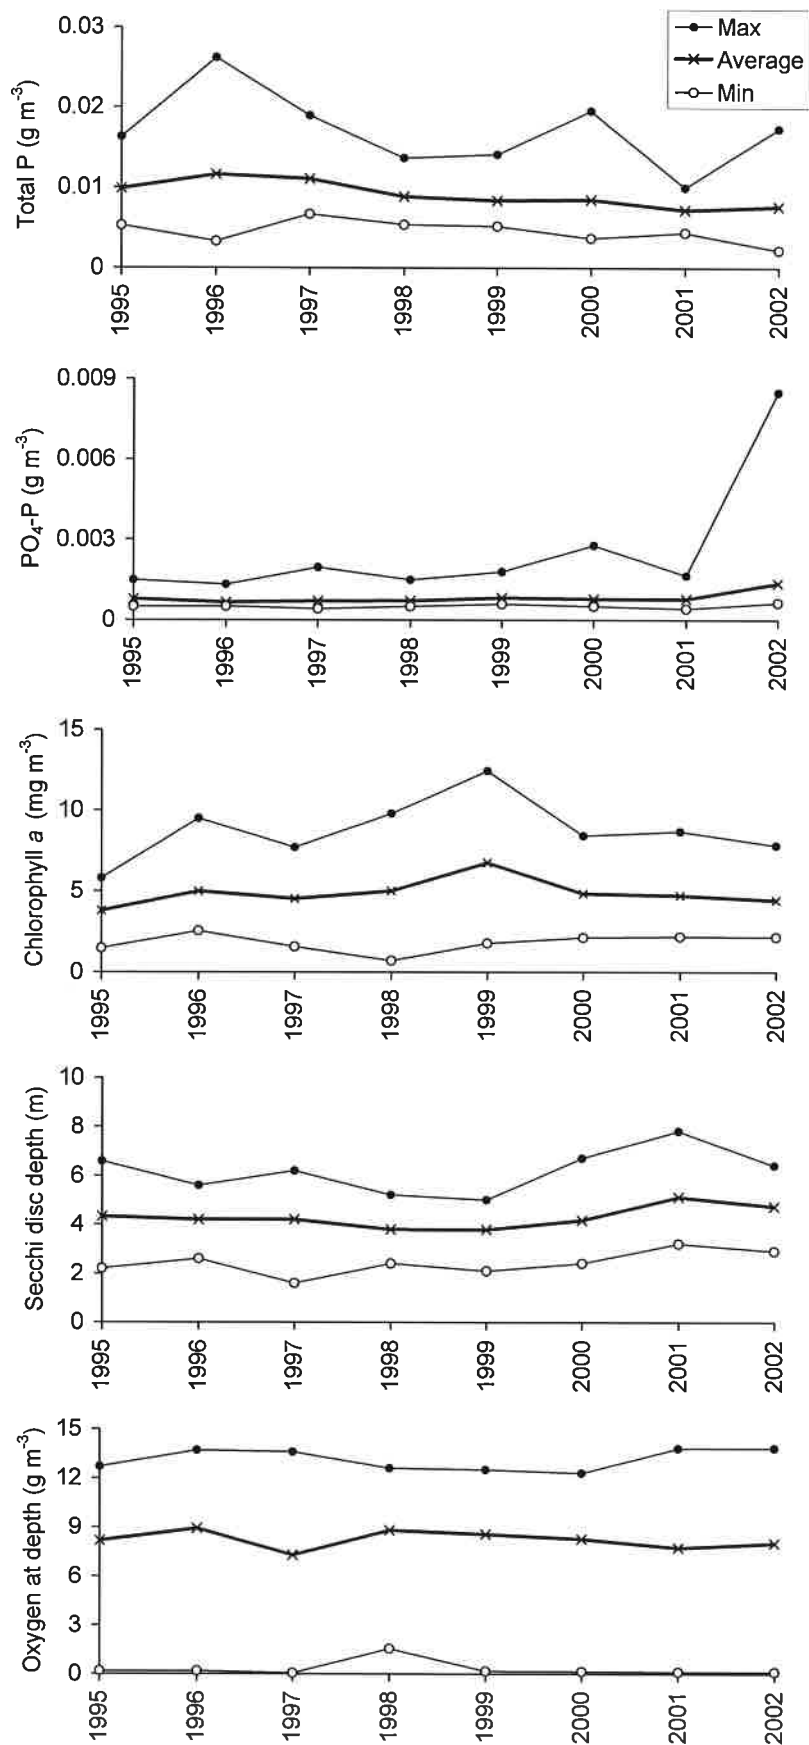 Max
Average
Min
Total P (g m-3)
0.03
0.02
0.01
0
1995 1996 1997 1998 1999 2000 2001 2002
PO4-P (g m-3)
0.009
0.006
0.003
0
1995 1996 1997 1998 1999 2000 2001 2002
Chlorophyll a (mg m-3)
15
10
5
0
1995 1996 1997 1998 1999 2000 2001 2002
Secchi disc depth (m)
10
8
6
4
2
0
1995 1996 1997 1998 1999 2000 2001 2002
Oxygen at depth (g m-3)
15
12
9
6
3
0
1995 1996 1997 1998 1999 2000 2001 2002